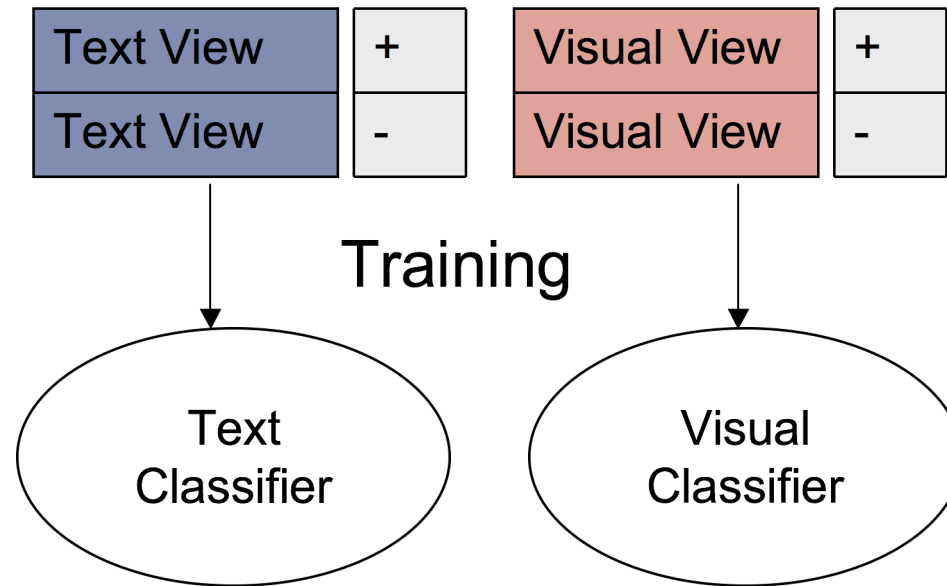 Text View + Visual View +
Text View - Visual View -
Training
Text
Classifier
Visual
Classifier